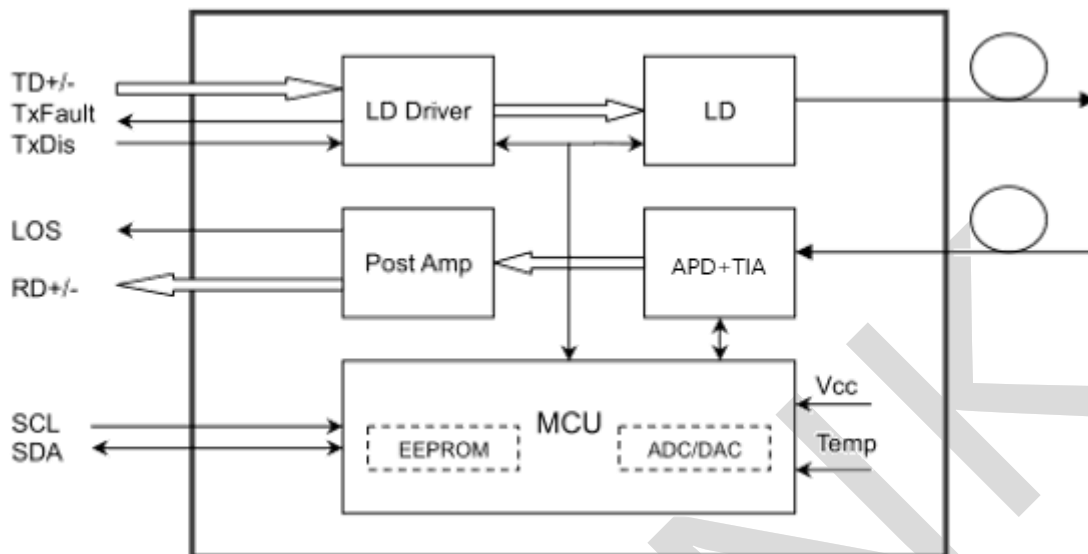 TD+/-
TxFault
TxDis
LD Driver
LD
LOS
RD+/-
Post Amp
APD+TIA
SCL
SDA
MCU
EEPROM
ADC/DAC
Vcc
Temp